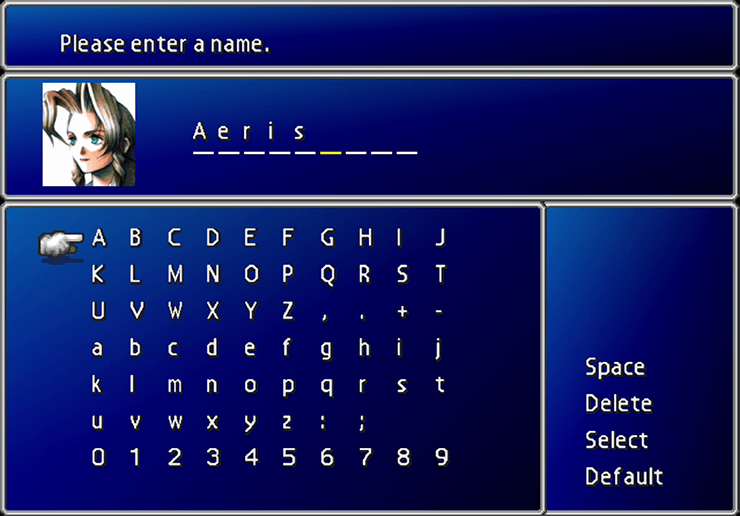 Please enter a name.
Aeris
A B C D E F G H I J
K L M N O P Q R S T
U V W X Y Z , . + -
a b c d e f g h i j
k l m n o p q r s t
u v w x y z : ;
0 1 2 3 4 5 6 7 8 9
Space
Delete
Select
Default